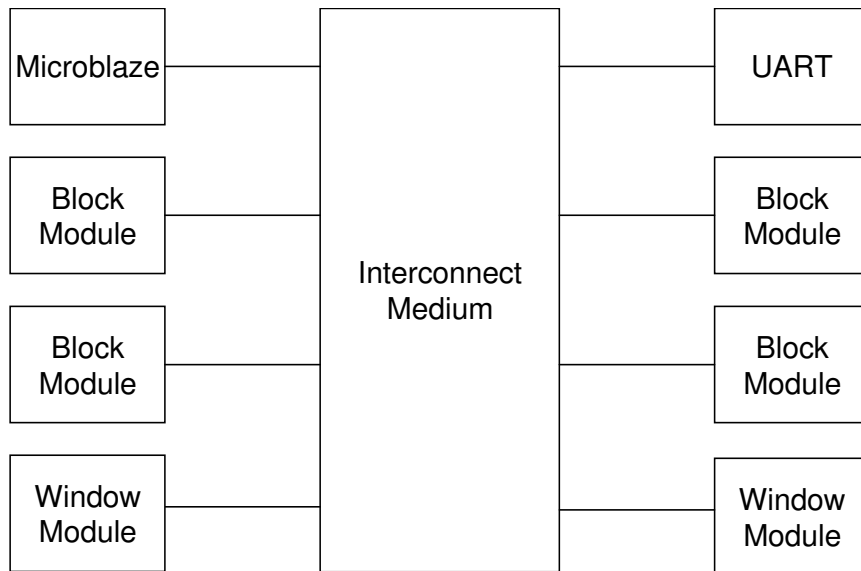 Microblaze
UART
Block
Module
Block
Module
Interconnect
Medium
Block
Module
Block
Module
Window
Module
Window
Module